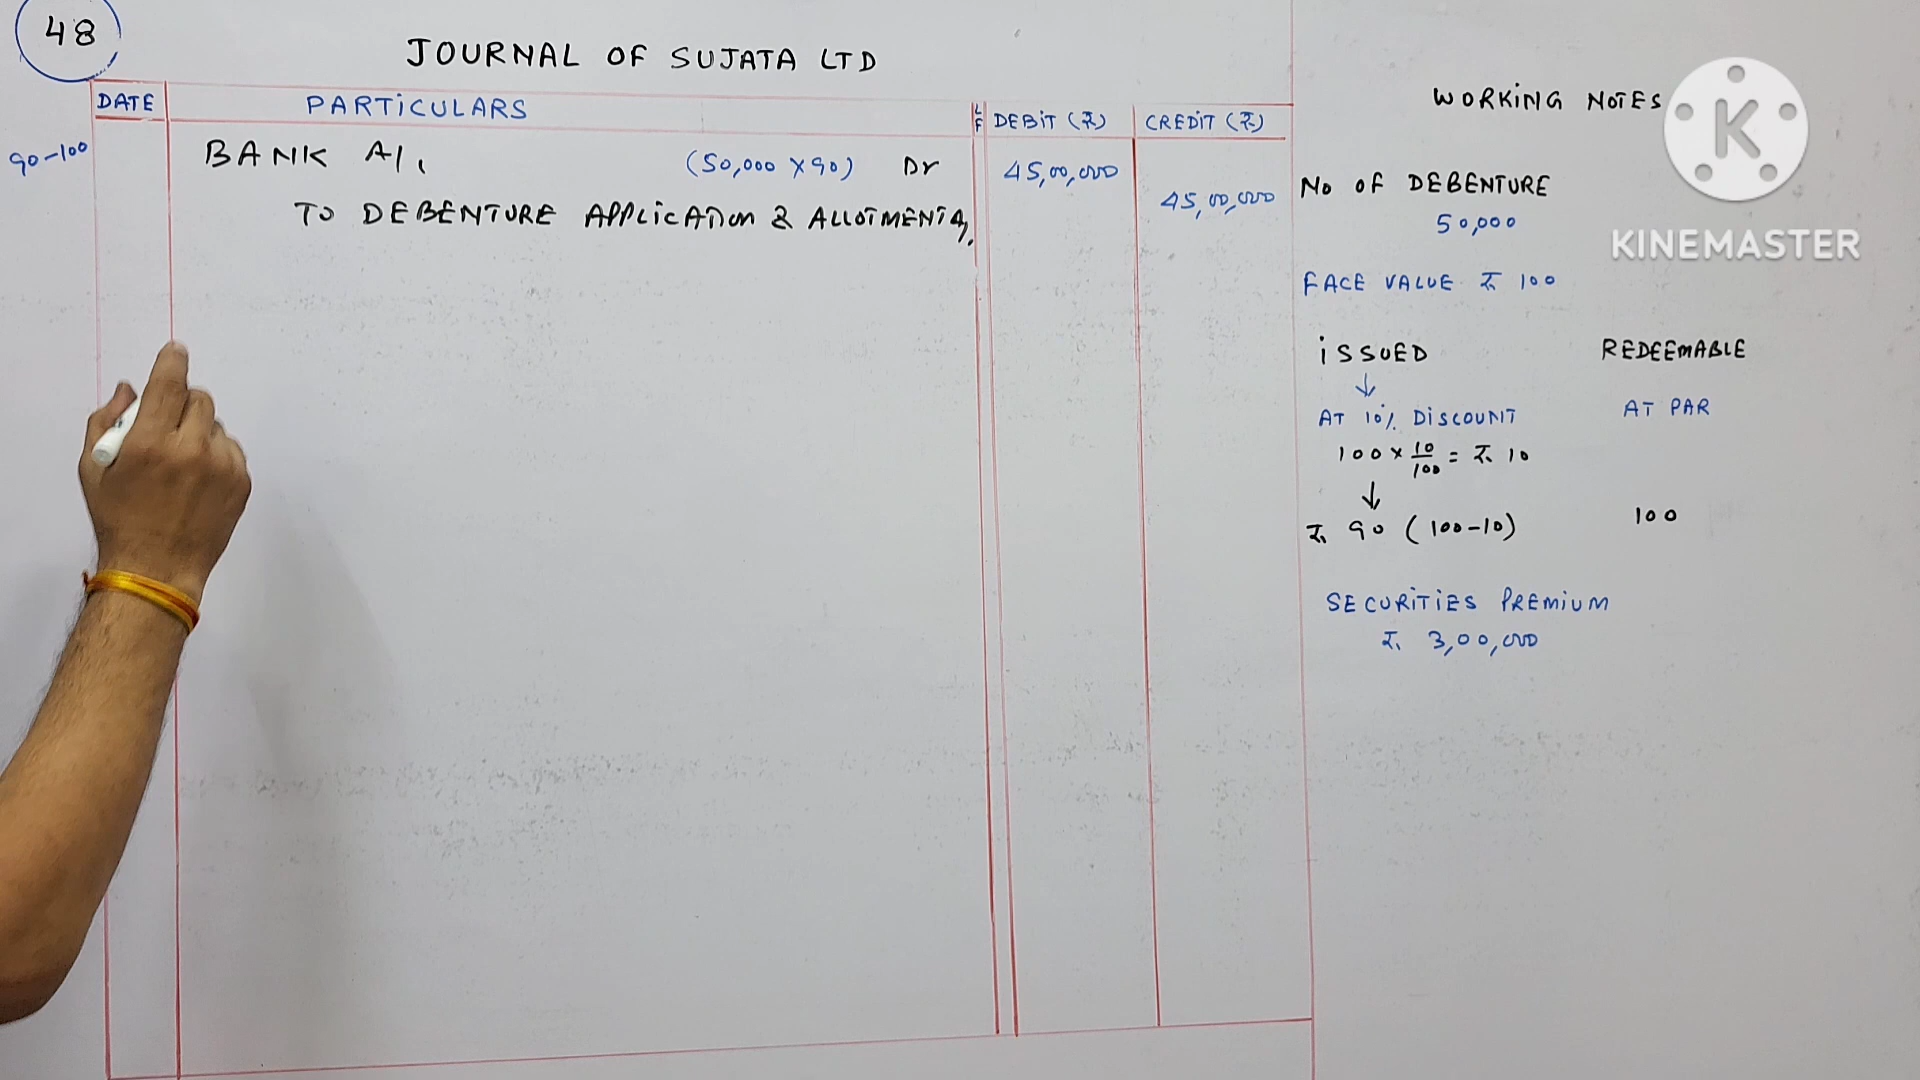 48
JOURNAL OF SUJATA LTD
DATE PARTICULARS LF DEBIT (₹) CREDIT (₹)
90-100
BANK A/c (50,000 × 90) Dr 45,00,000
TO DEBENTURE APPLICATION & ALLOTMENT A/c 45,00,000
WORKING NOTES
NO OF DEBENTURE
50,000
FACE VALUE ₹ 100
ISSUED REDEEMABLE
↓
AT 10% DISCOUNT AT PAR
100 × 10/100 = ₹ 10
↓
₹ 90 (100-10) 100
SECURITIES PREMIUM
₹ 3,00,000
K
KINEMASTER